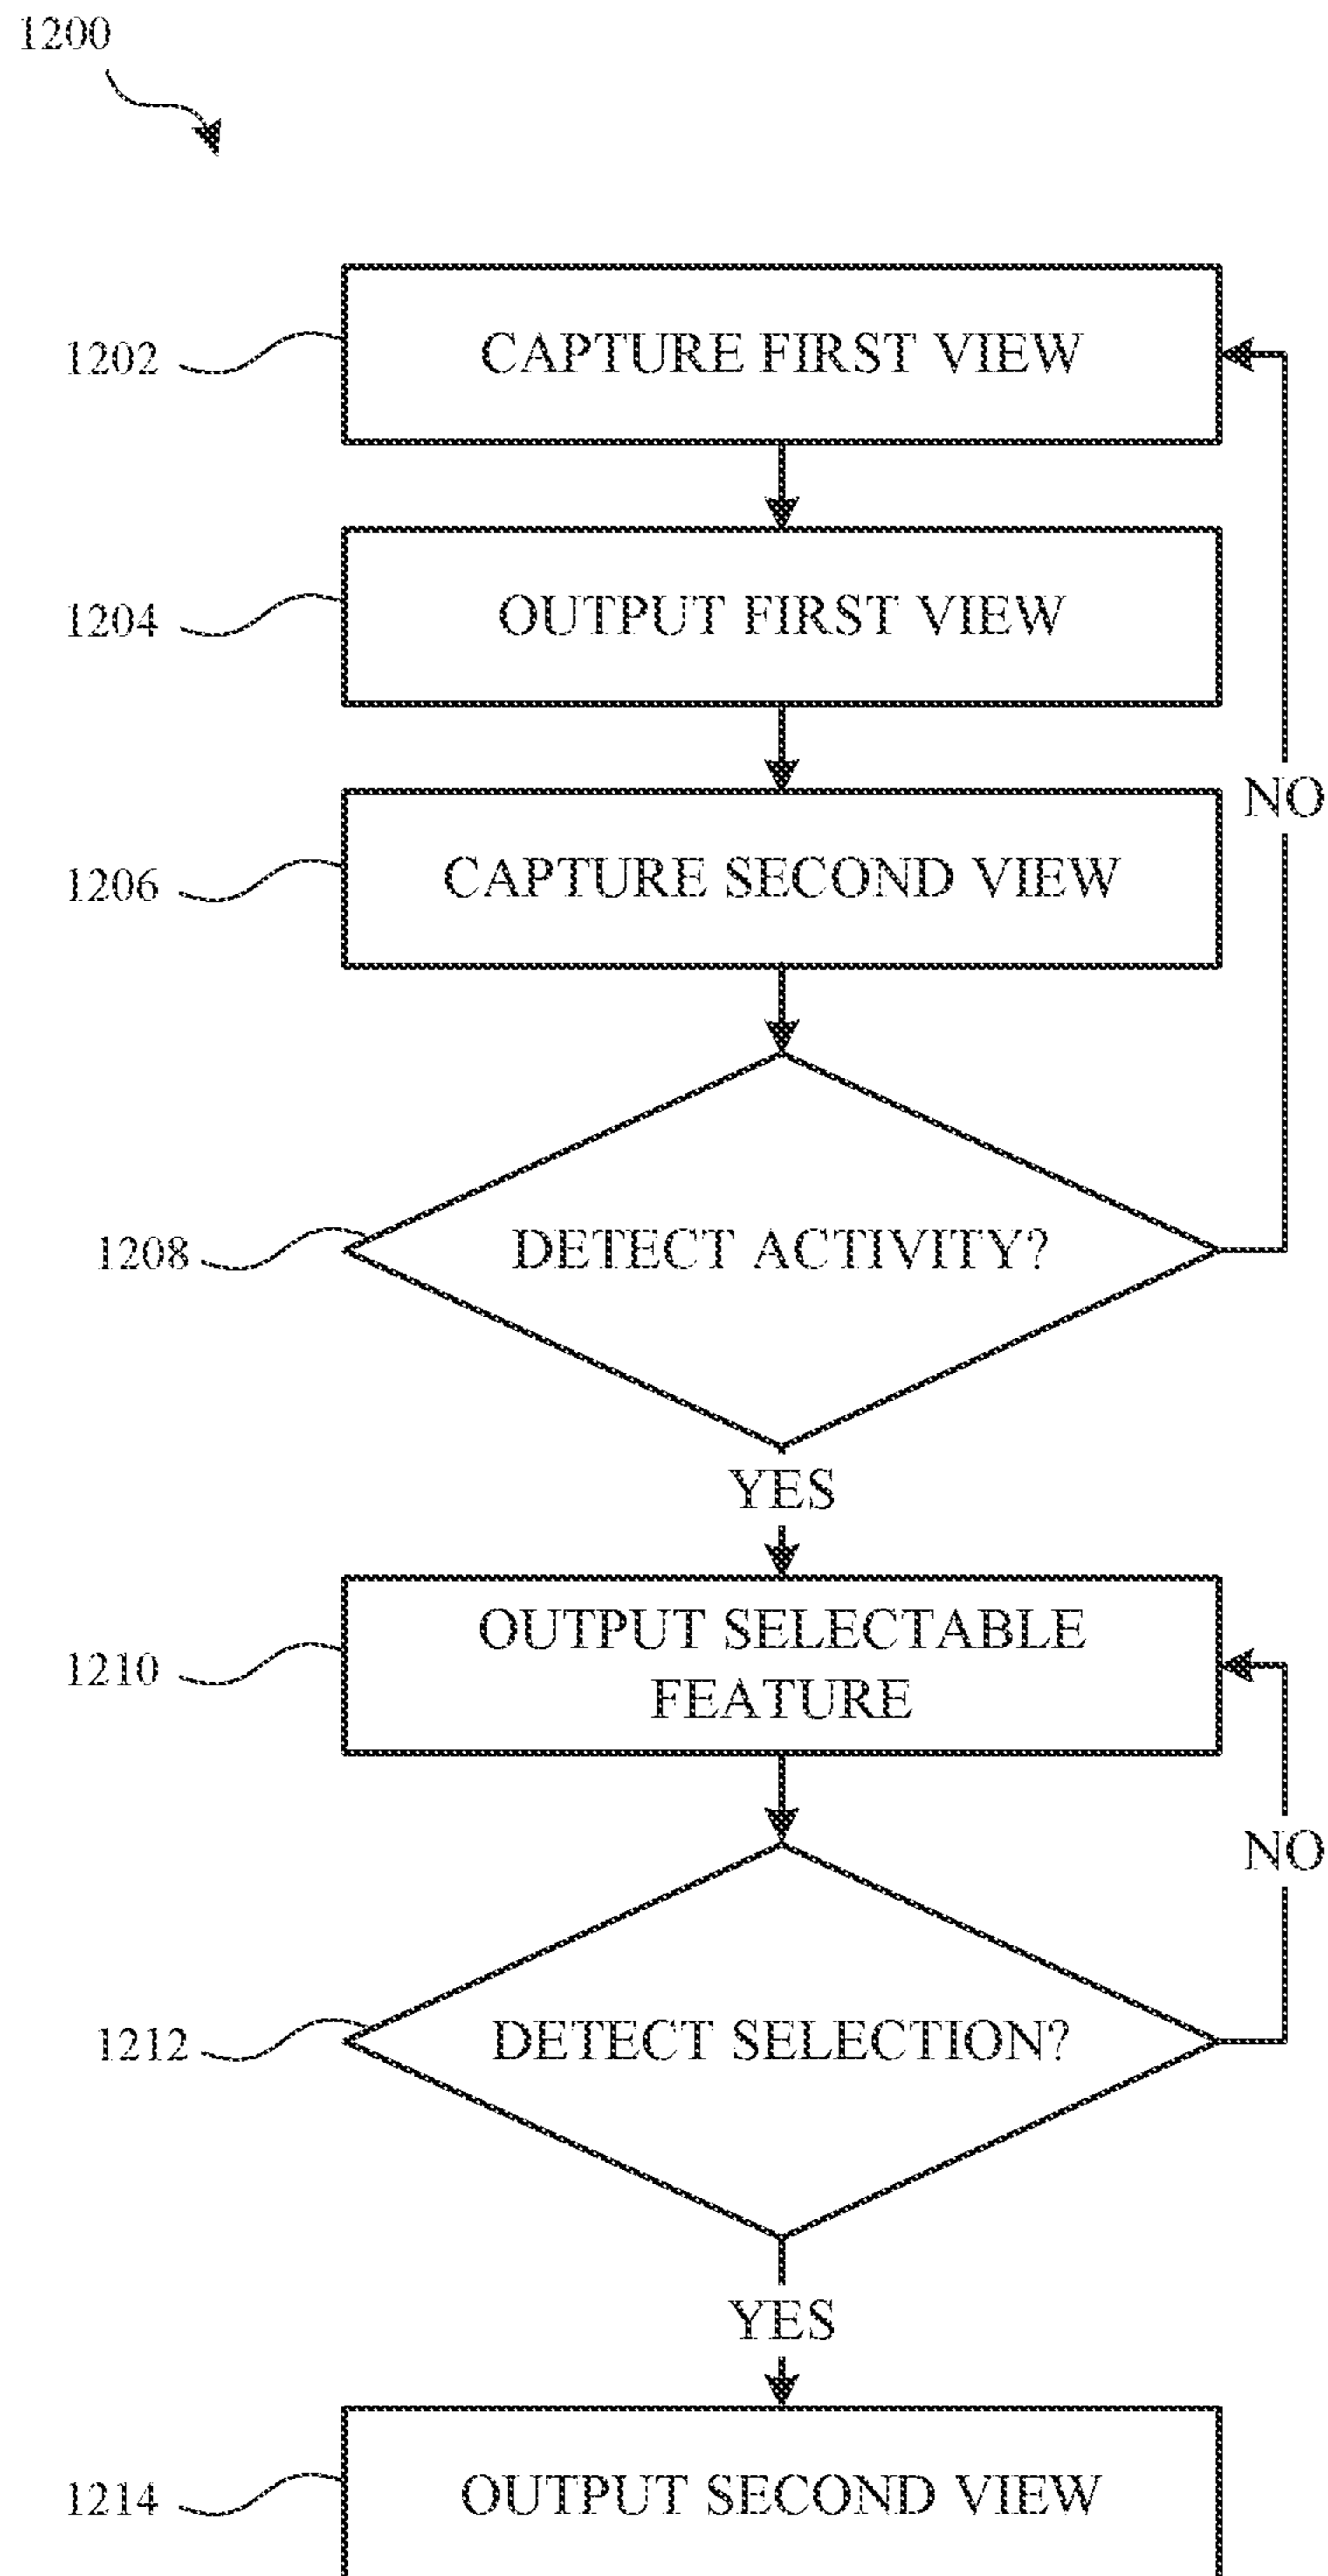 1200
1202
CAPTURE FIRST VIEW
1204
OUTPUT FIRST VIEW
NO
1206
CAPTURE SECOND VIEW
1208
DETECT ACTIVITY?
YES
1210
OUTPUT SELECTABLE
FEATURE
NO
1212
DETECT SELECTION?
YES
1214
OUTPUT SECOND VIEW